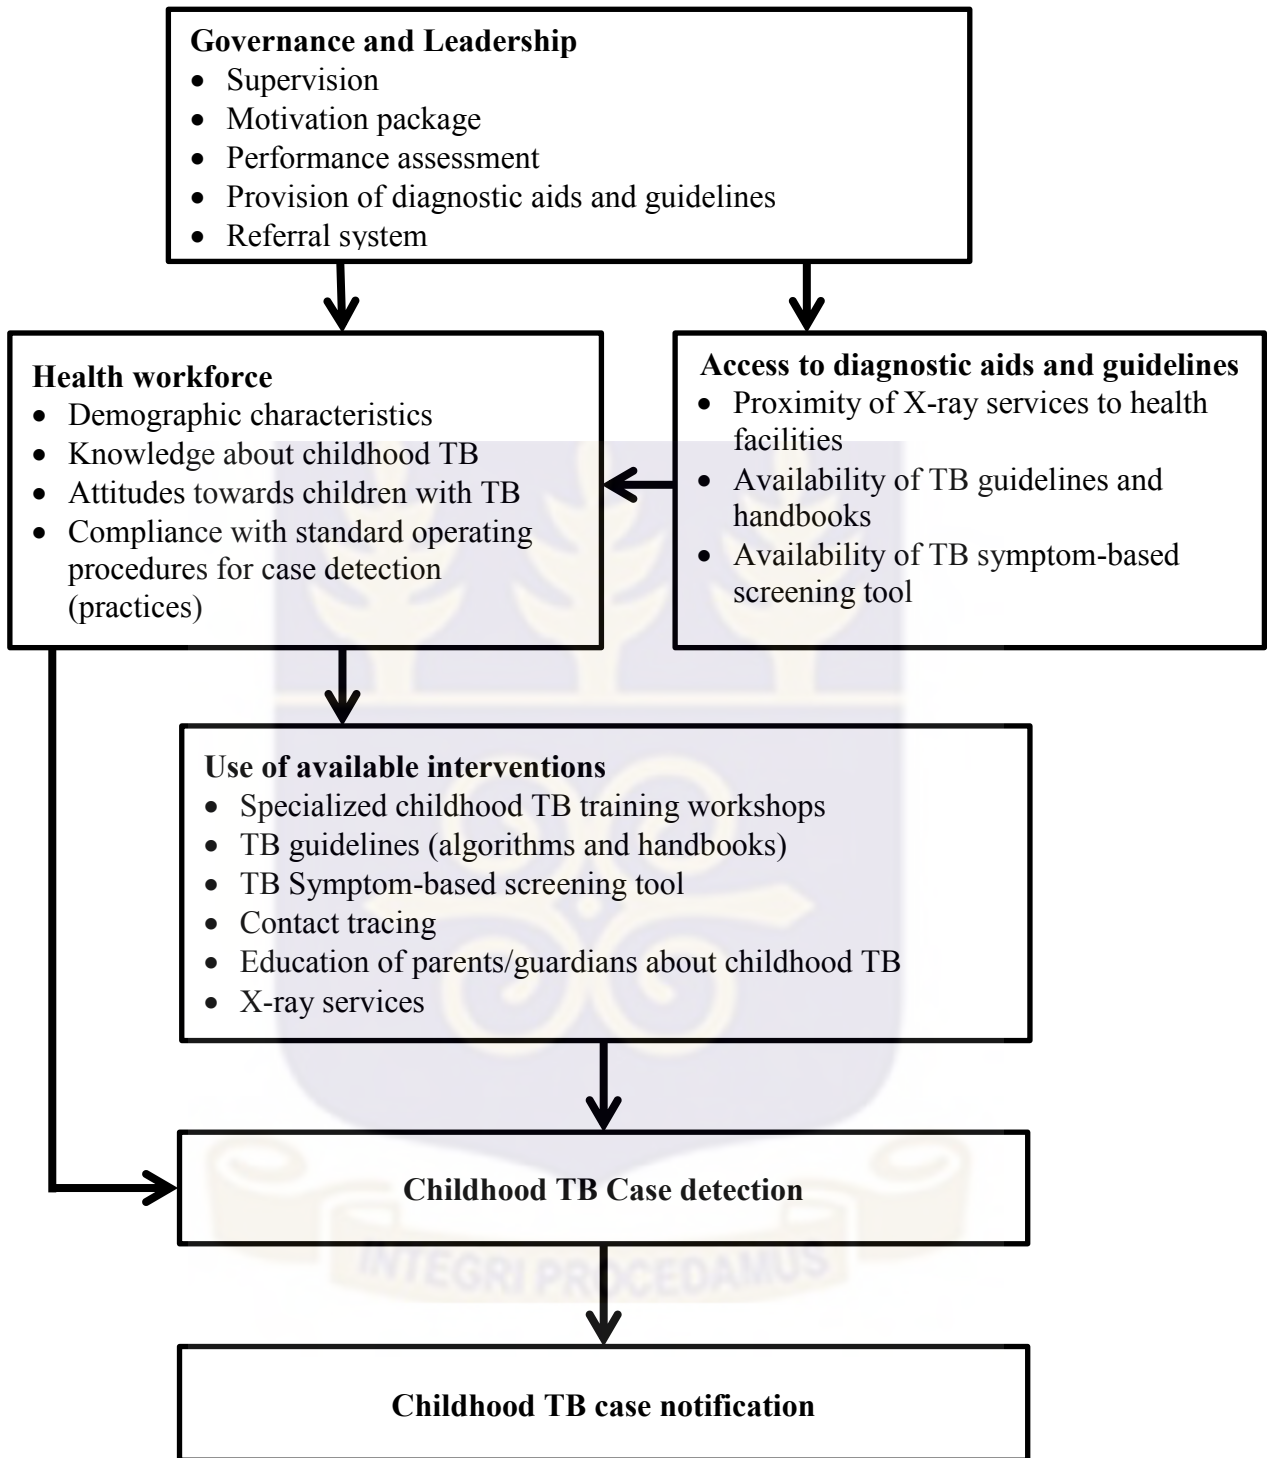 Governance and Leadership
• Supervision
• Motivation package
• Performance assessment
• Provision of diagnostic aids and guidelines
• Referral system
Health workforce
• Demographic characteristics
• Knowledge about childhood TB
• Attitudes towards children with TB
• Compliance with standard operating
procedures for case detection
(practices)
Access to diagnostic aids and guidelines
• Proximity of X-ray services to health
facilities
• Availability of TB guidelines and
handbooks
• Availability of TB symptom-based
screening tool
Use of available interventions
• Specialized childhood TB training workshops
• TB guidelines (algorithms and handbooks)
• TB Symptom-based screening tool
• Contact tracing
• Education of parents/guardians about childhood TB
• X-ray services
Childhood TB Case detection
INTEGRI PROCEDAMUS
Childhood TB case notification